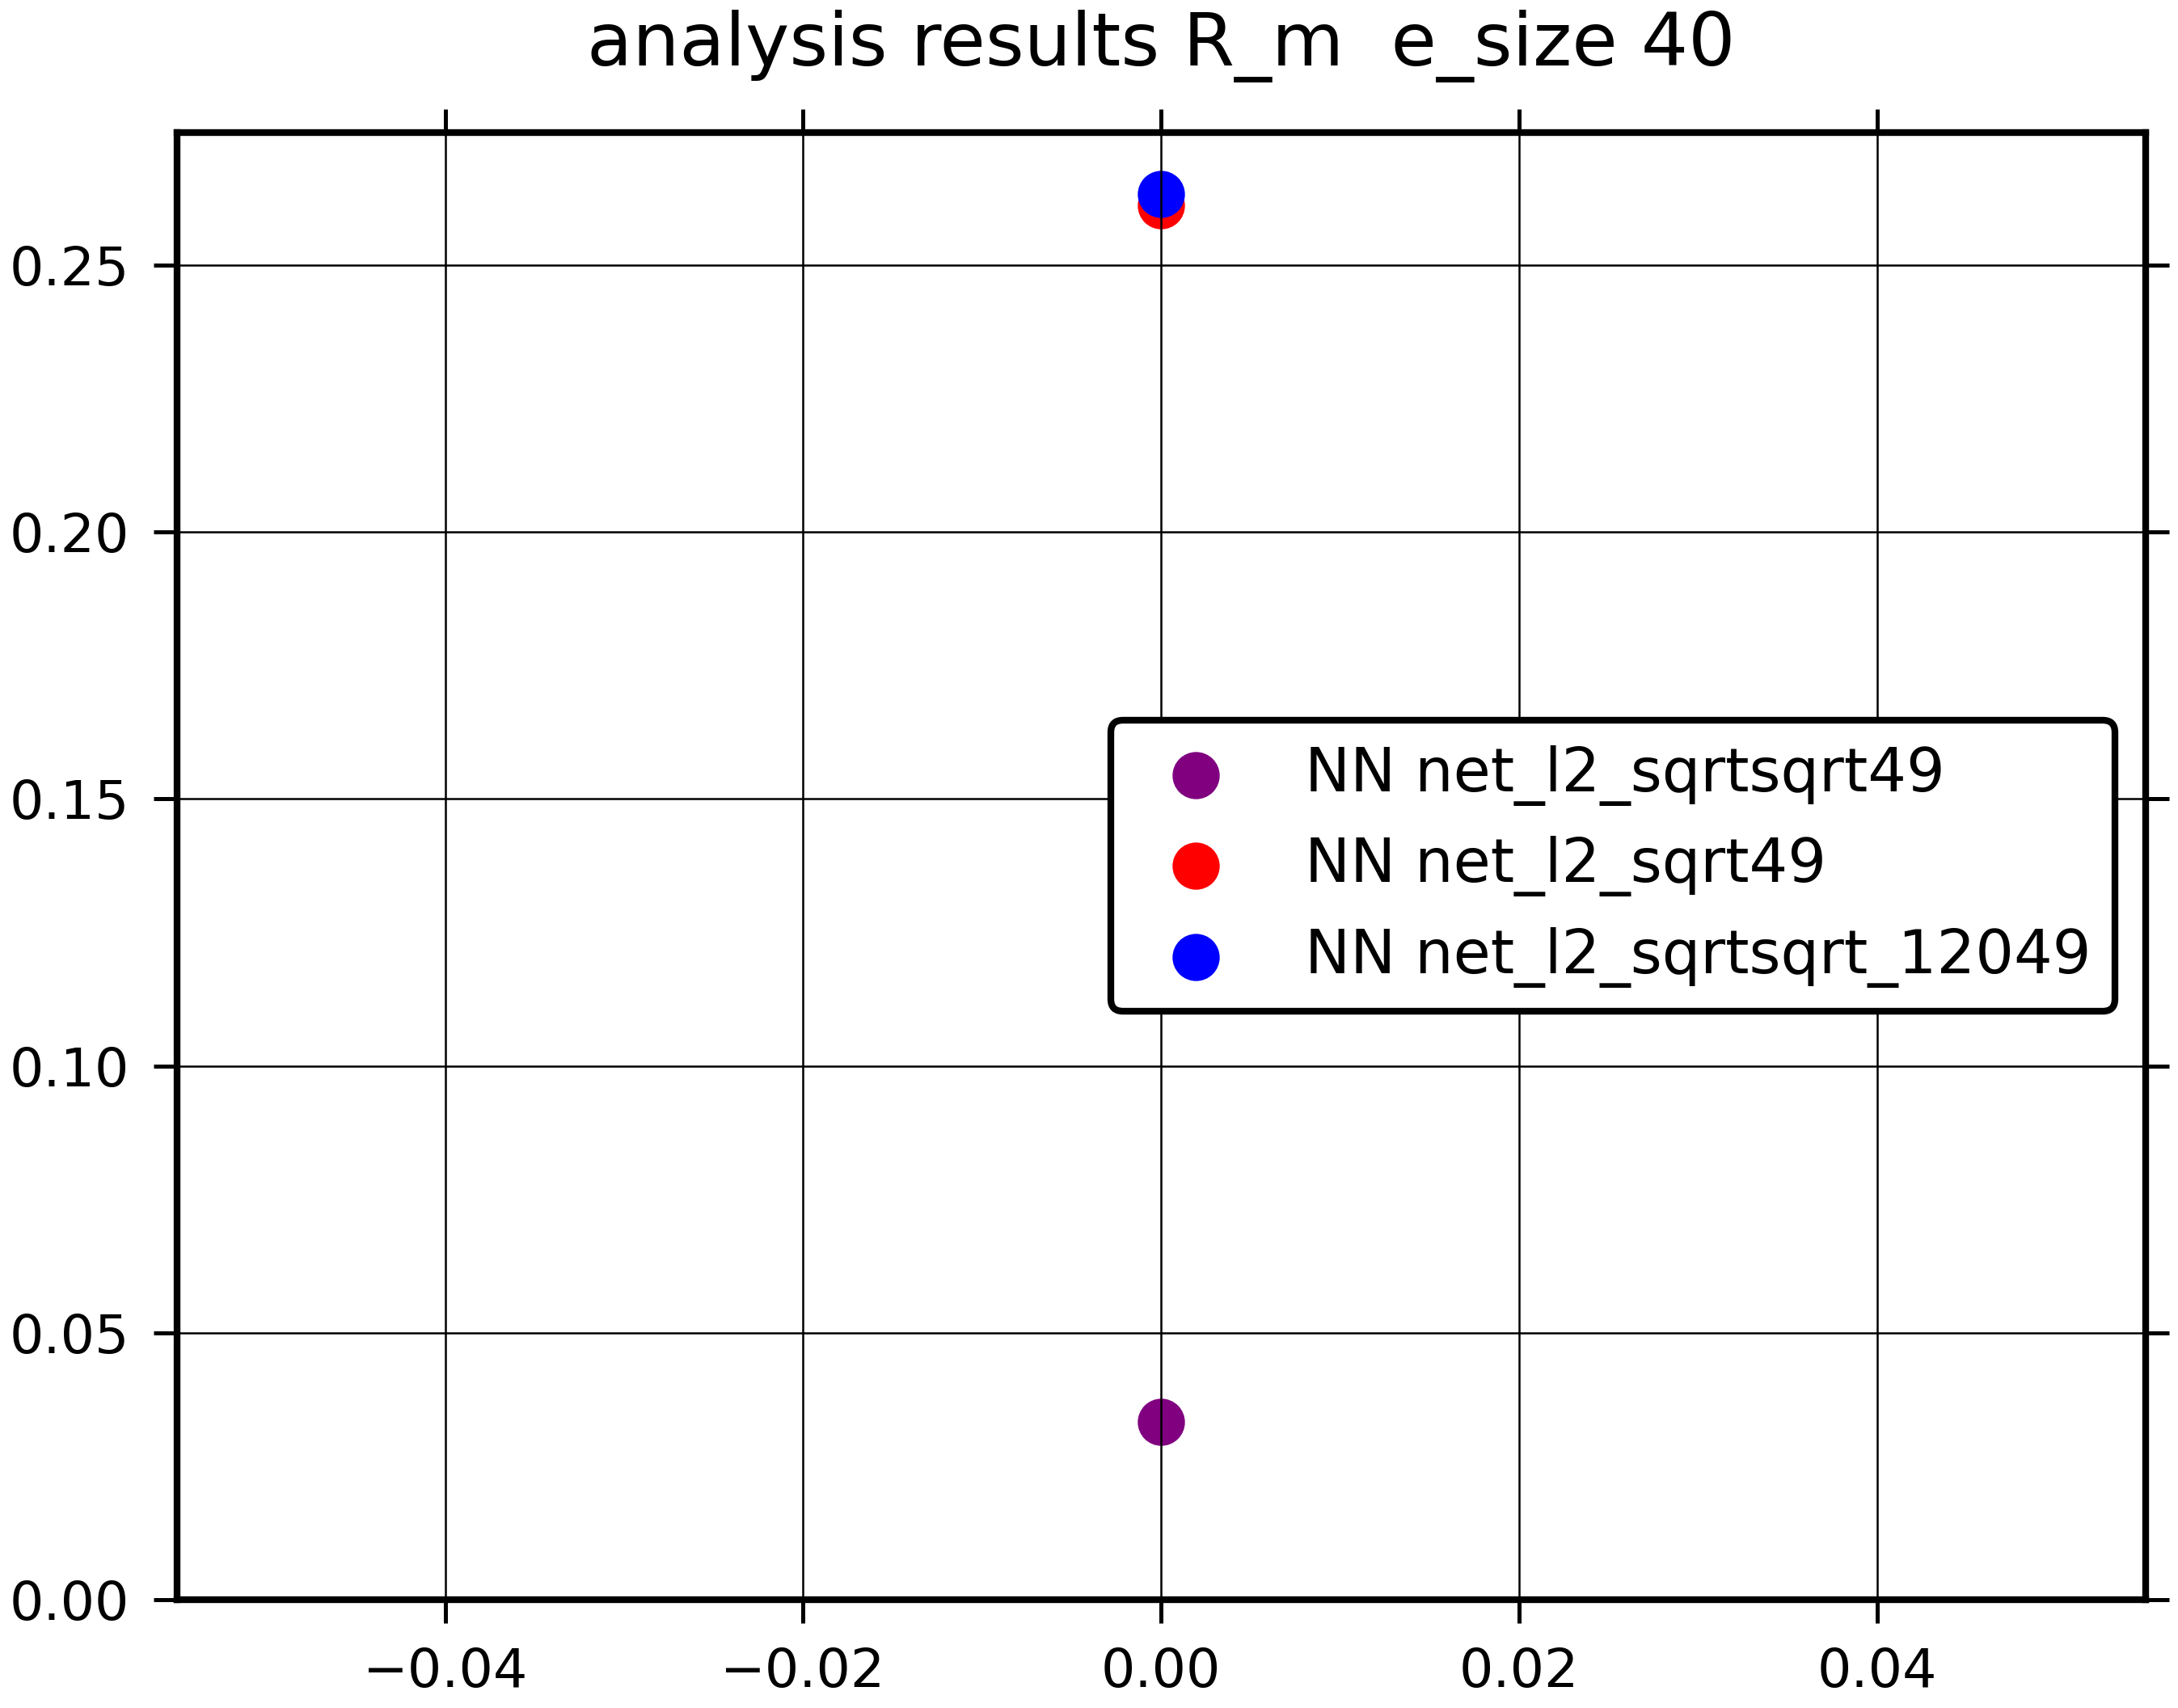 analysis results R_m  e_size 40
0.25
0.20
0.15
0.10
0.05
0.00
NN net_l2_sqrtsqrt49
NN net_l2_sqrt49
NN net_l2_sqrtsqrt_12049
−0.04 −0.02 0.00 0.02 0.04